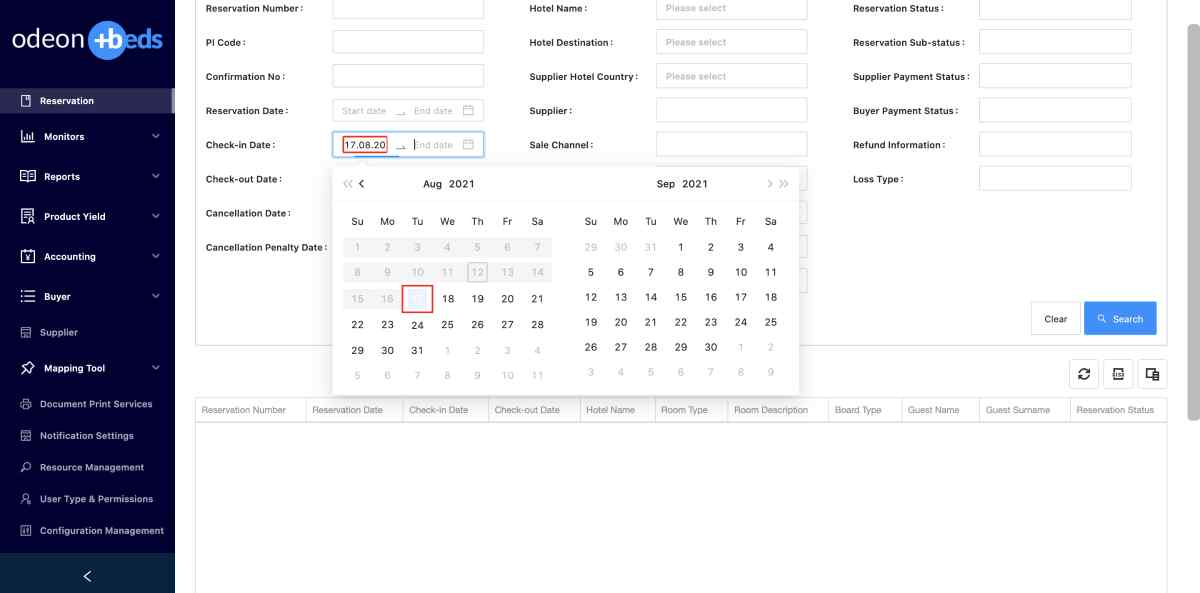 odeon +beds
Reservation
Monitors
Reports
Product Yield
Accounting
Buyer
Supplier
Mapping Tool
Document Print Services
Notification Settings
Resource Management
User Type & Permissions
Configuration Management
Reservation Number : Hotel Name : Please select Reservation Status :
PI Code : Hotel Destination : Please select Reservation Sub-status :
Confirmation No : Supplier Hotel Country : Please select Supplier Payment Status :
Reservation Date : Start date End date Supplier : Buyer Payment Status :
Check-in Date : 17.08.20 End date Sale Channel : Refund Information :
Check-out Date : Loss Type :
Cancellation Date :
Cancellation Penalty Date :
Aug 2021
Su Mo Tu We Th Fr Sa
1 2 3 4 5 6 7
8 9 10 11 12 13 14
15 16 18 19 20 21
22 23 24 25 26 27 28
29 30 31 1 2 3 4
5 6 7 8 9 10 11
Sep 2021
Su Mo Tu We Th Fr Sa
29 30 31 1 2 3 4
5 6 7 8 9 10 11
12 13 14 15 16 17 18
19 20 21 22 23 24 25
26 27 28 29 30 1 2
3 4 5 6 7 8 9
Clear Search
Reservation Number Reservation Date Check-in Date Check-out Date Hotel Name Room Type Room Description Board Type Guest Name Guest Surname Reservation Status